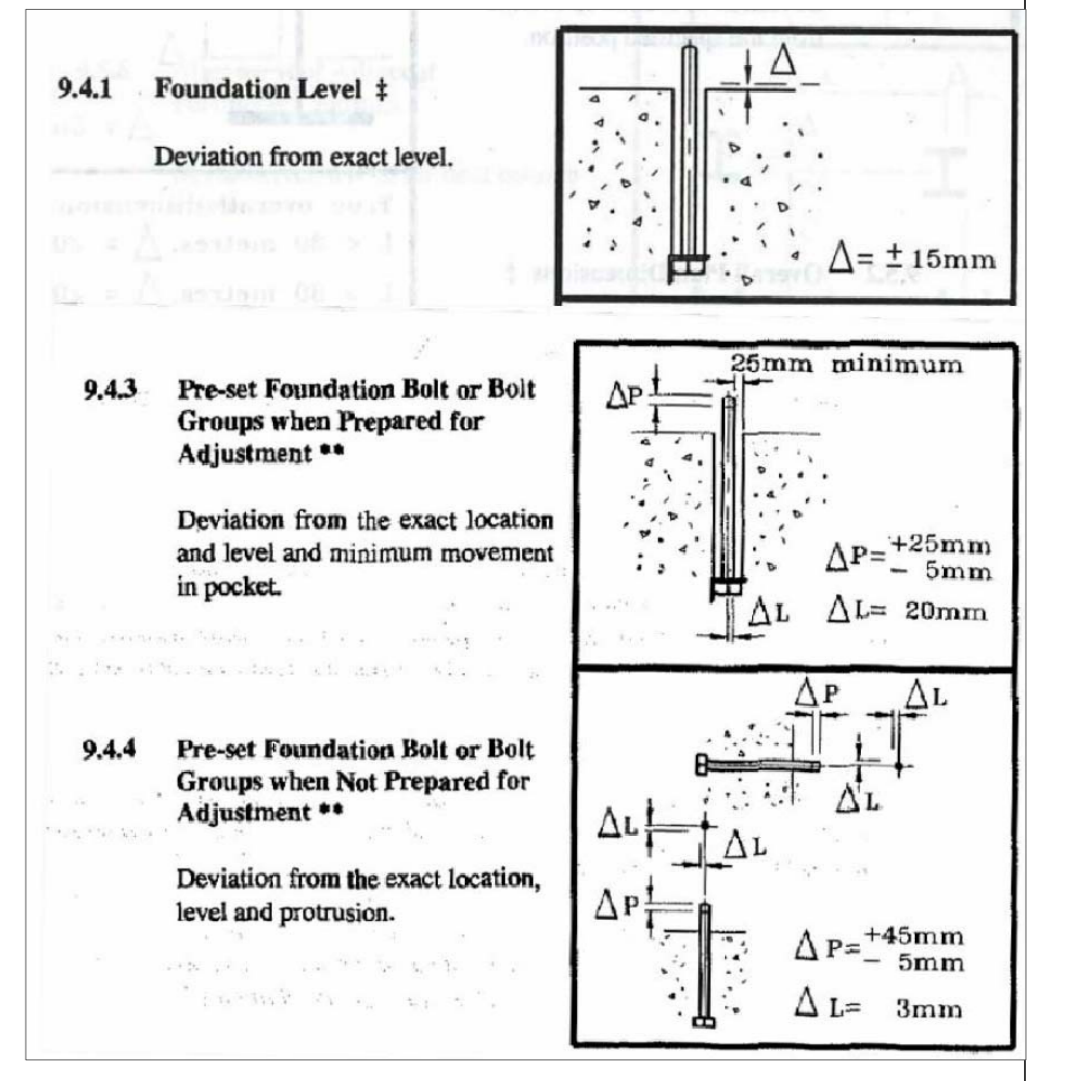 9.4.1 Foundation Level ‡
Deviation from exact level.
Δ
Δ= ± 15mm
9.4.3 Pre-set Foundation Bolt or Bolt
Groups when Prepared for
Adjustment **
Deviation from the exact location
and level and minimum movement
in pocket.
25mm minimum
ΔP
ΔP= +25mm
- 5mm
ΔL
ΔL= 20mm
9.4.4 Pre-set Foundation Bolt or Bolt
Groups when Not Prepared for
Adjustment **
Deviation from the exact location,
level and protrusion.
ΔP ΔL
ΔL
ΔL
ΔL
ΔP
Δ P= +45mm
- 5mm
Δ L= 3mm